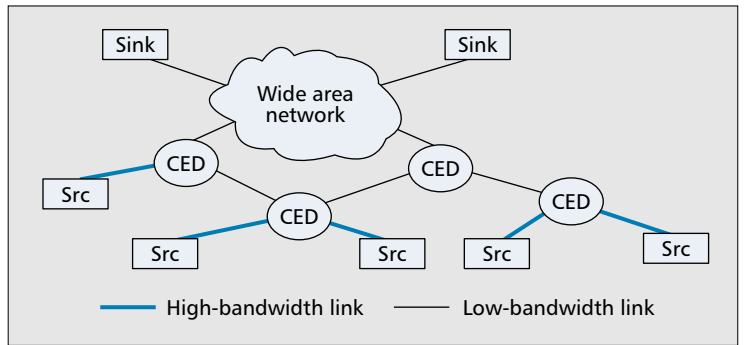 Sink
Sink
Wide area
network
CED
CED
Src
CED
CED
Src
Src
Src
Src
High-bandwidth link
Low-bandwidth link